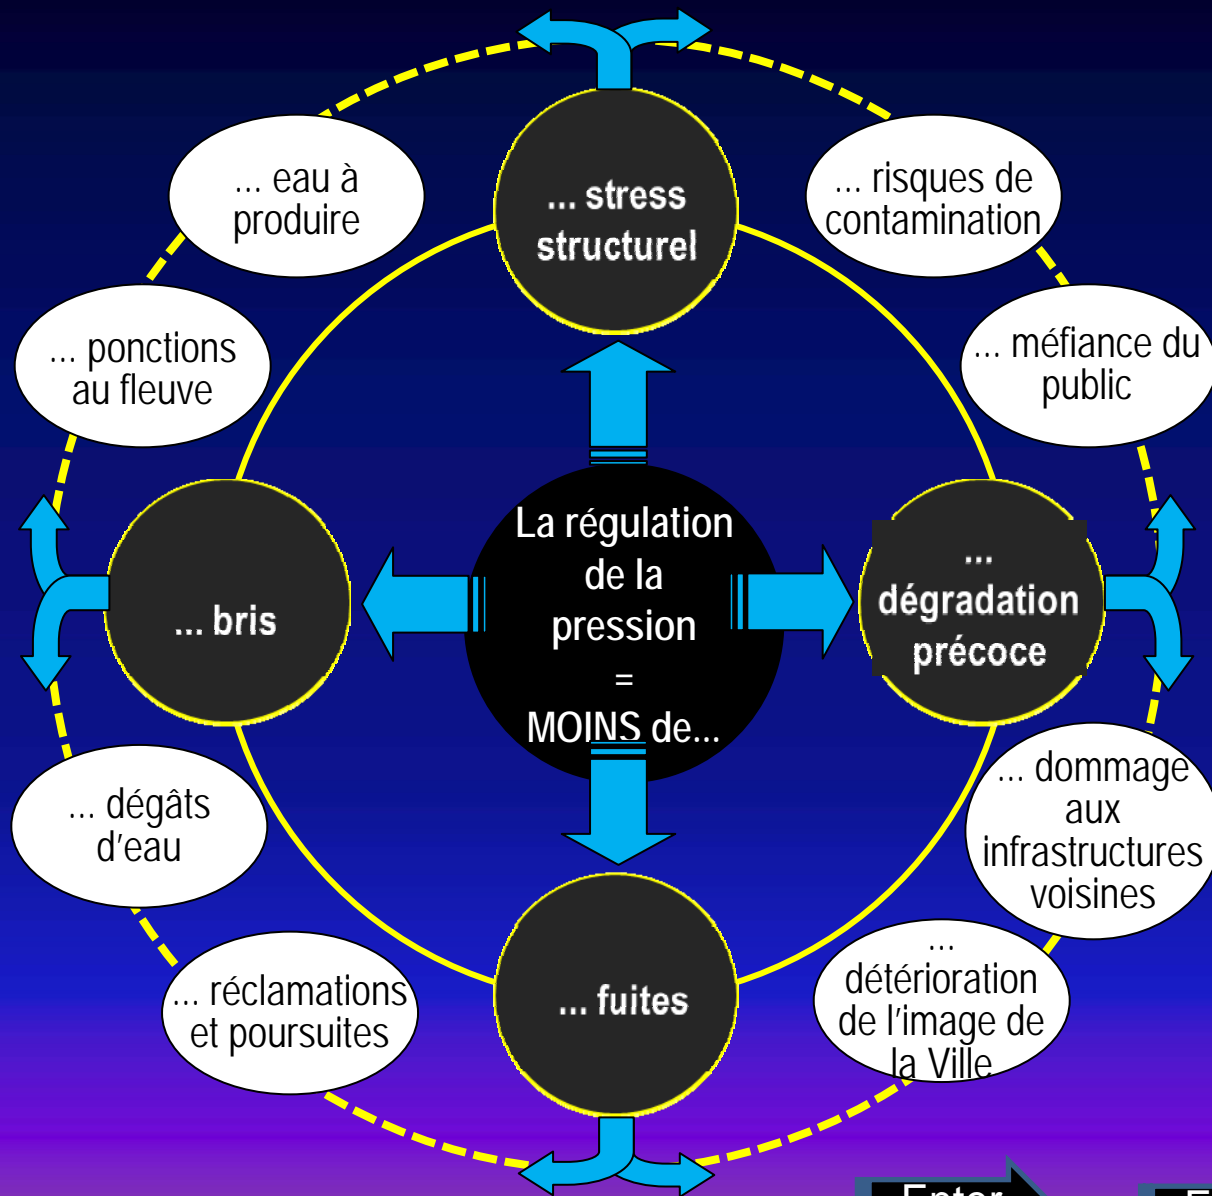 ... stress
structurel
... eau à
produire
... risques de
contamination
... ponctions
au fleuve
... méfiance du
public
La régulation
de la
pression
=
MOINS de...
... bris
...
dégradation
précoce
... dégâts
d'eau
... dommage
aux
infrastructures
voisines
... réclamations
et poursuites
... fuites
...
détérioration
de l'image de
la Ville
Enter